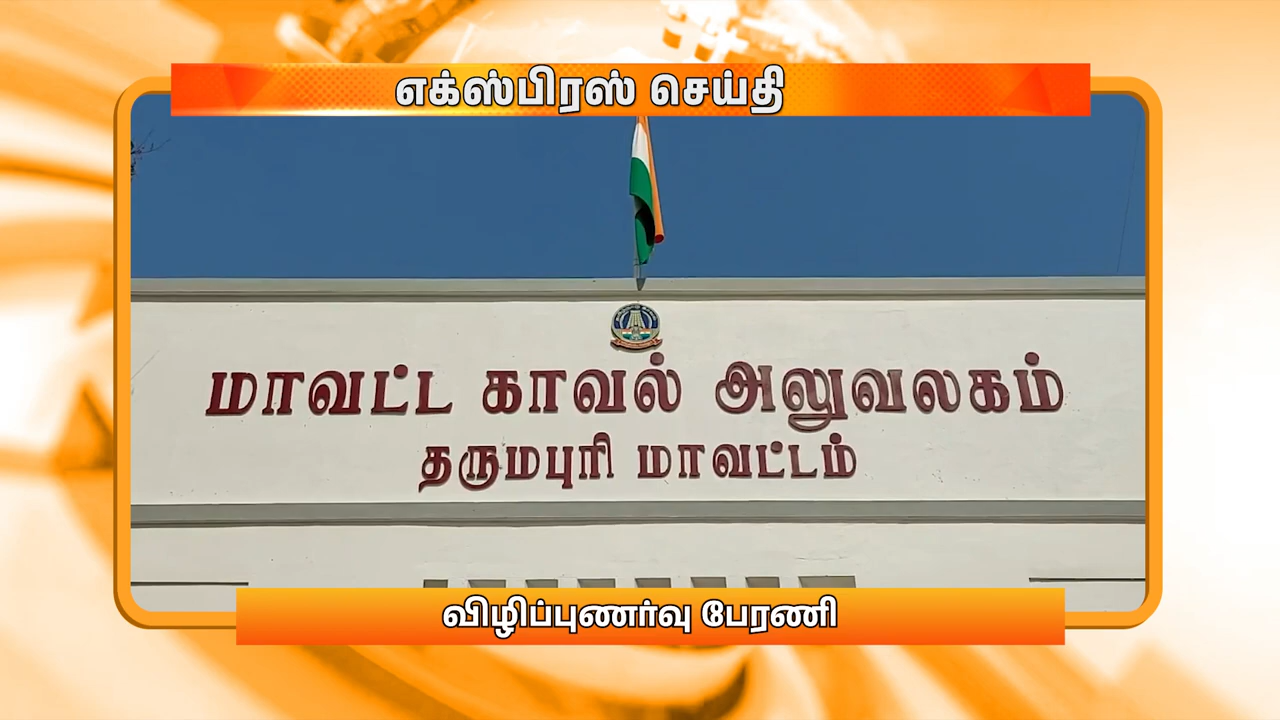 எக்ஸ்பிரஸ் செய்தி
மாவட்ட காவல் அலுவலகம்
தருமபுரி மாவட்டம்
விழிப்புணர்வு பேரணி